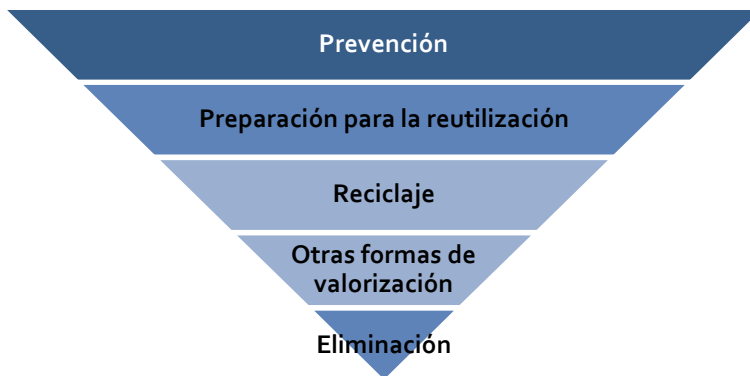 Prevención
Preparación para la reutilización
Reciclaje
Otras formas de
valorización
Eliminación